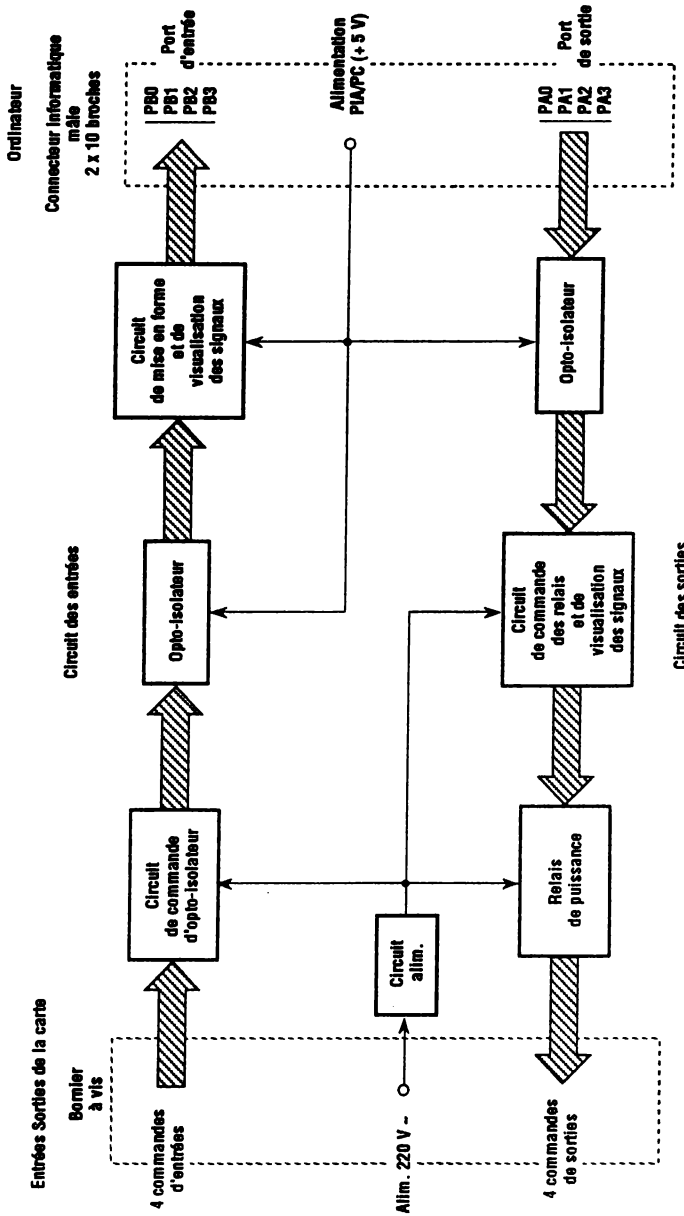 Entrées Sorties de la carte
Bornier
à vis
4 commandes
d'entrées
Alim. 220 V ~
4 commandes
de sorties
Circuit des entrées
Circuit
de commande
d'opto-isolateur
Opto-isolateur
Circuit
de mise en forme
et de
visualisation
des signaux
Circuit
alim.
Relais
de puissance
Circuit
de commande
des relais
et de
visualisation
des signaux
Opto-isolateur
Circuit des sorties
Ordinateur
Connecteur informatique
mâle
2 x 10 broches
PB0
PB1
PB2
PB3
Port
d'entrée
Alimentation
PIA/PC (+ 5 V)
PA0
PA1
PA2
PA3
Port
de sortie